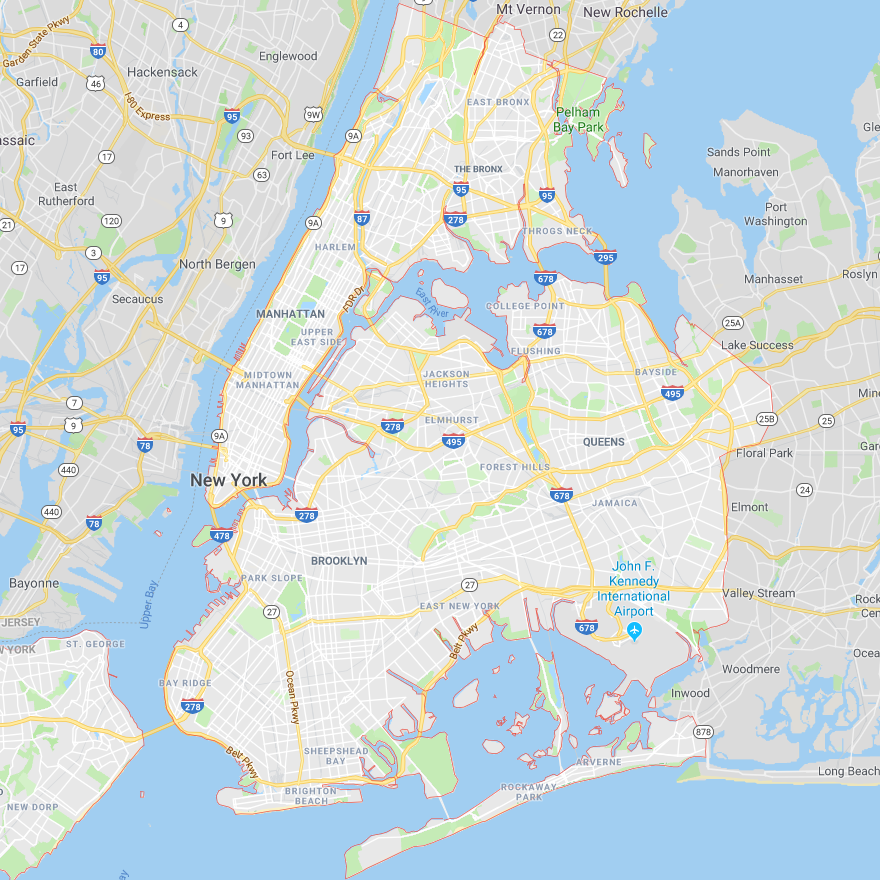 Mt Vernon
New Rochelle
4
Garden State Pkwy
22
80
Englewood
Hackensack
Garfield
46
I-80 Express
EAST BRONX
Pelham
Bay Park
9W
95
9A
93
assaic
Gle
Sands Point
Fort Lee
17
THE BRONX
Manorhaven
63
East
Rutherford
95
95
Port
Washington
120
9
87
278
21
9A
THROGS NECK
HARLEM
3
295
North Bergen
17
95
678
Manhasset
Roslyn
Secaucus
FDR Dr
East River
COLLEGE POINT
MANHATTAN
25A
UPPER
EAST SIDE
678
Lake Success
FLUSHING
MIDTOWN
MANHATTAN
JACKSON
HEIGHTS
BAYSIDE
495
Mine
7
9
95
278
ELMHURST
25B
25
9A
78
495
QUEENS
Gar
Floral Park
440
FOREST HILLS
New York
24
678
JAMAICA
440
278
Elmont
78
478
BROOKLYN
John F.
Kennedy
International
Airport
Bayonne
PARK SLOPE
27
Valley Stream
Upper Bay
27
EAST NEW YORK
Rock
Cen
JERSEY
678
W YORK
ST. GEORGE
Belt Pkwy
Ocea
Woodmere
BAY RIDGE
Ocean Pkwy
Inwood
278
878
Belt Pkwy
SHEEPSHEAD
BAY
ARVERNE
Long Beach
BRIGHTON
BEACH
ROCKAWAY
PARK
NEW DORP
ay